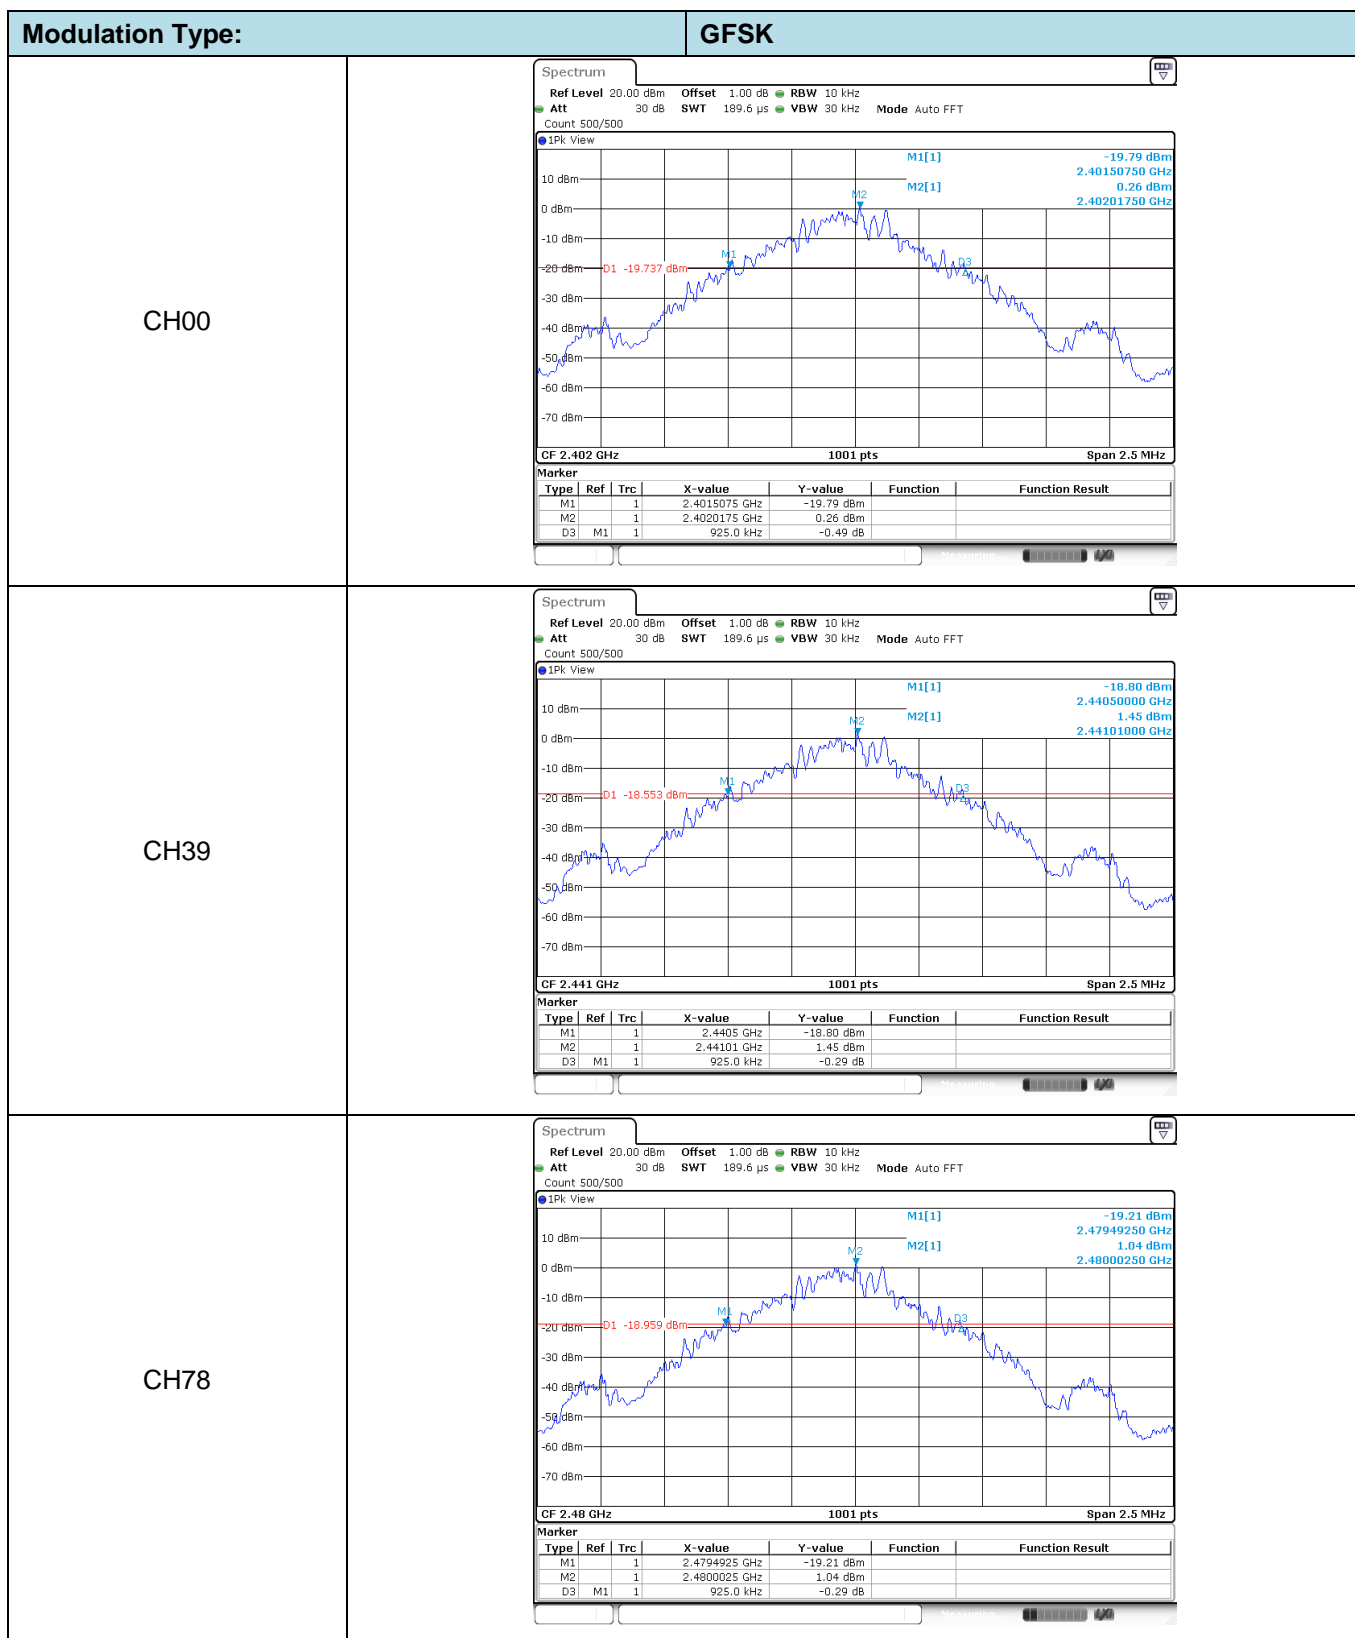 Modulation Type: GFSK
CH00
Spectrum
Ref Level 20.00 dBm Offset 1.00 dB RBW 10 kHz
Att 30 dB SWT 189.6 µs VBW 30 kHz Mode Auto FFT
Count 500/500
1Pk View
M1[1] -19.79 dBm
2.40150750 GHz
M2[1] 0.26 dBm
2.40201750 GHz
10 dBm
M2
0 dBm
-10 dBm
M1
D3
-20 dBm D1 -19.737 dBm
-30 dBm
-40 dBm
-50 dBm
-60 dBm
-70 dBm
CF 2.402 GHz 1001 pts Span 2.5 MHz
Marker
Type Ref Trc X-value Y-value Function Function Result
M1 1 2.4015075 GHz -19.79 dBm
M2 1 2.4020175 GHz 0.26 dBm
D3 M1 1 925.0 kHz -0.49 dB
Measuring...
CH39
Spectrum
Ref Level 20.00 dBm Offset 1.00 dB RBW 10 kHz
Att 30 dB SWT 189.6 µs VBW 30 kHz Mode Auto FFT
Count 500/500
1Pk View
M1[1] -18.80 dBm
2.44050000 GHz
M2[1] 1.45 dBm
2.44101000 GHz
10 dBm
M2
0 dBm
-10 dBm
M1
D3
-20 dBm D1 -18.553 dBm
-30 dBm
-40 dBm
-50 dBm
-60 dBm
-70 dBm
CF 2.441 GHz 1001 pts Span 2.5 MHz
Marker
Type Ref Trc X-value Y-value Function Function Result
M1 1 2.4405 GHz -18.80 dBm
M2 1 2.44101 GHz 1.45 dBm
D3 M1 1 925.0 kHz -0.29 dB
Measuring...
CH78
Spectrum
Ref Level 20.00 dBm Offset 1.00 dB RBW 10 kHz
Att 30 dB SWT 189.6 µs VBW 30 kHz Mode Auto FFT
Count 500/500
1Pk View
M1[1] -19.21 dBm
2.47949250 GHz
M2[1] 1.04 dBm
2.48000250 GHz
10 dBm
M2
0 dBm
-10 dBm
M1
D3
-20 dBm D1 -18.959 dBm
-30 dBm
-40 dBm
-50 dBm
-60 dBm
-70 dBm
CF 2.48 GHz 1001 pts Span 2.5 MHz
Marker
Type Ref Trc X-value Y-value Function Function Result
M1 1 2.4794925 GHz -19.21 dBm
M2 1 2.4800025 GHz 1.04 dBm
D3 M1 1 925.0 kHz -0.29 dB
Measuring...